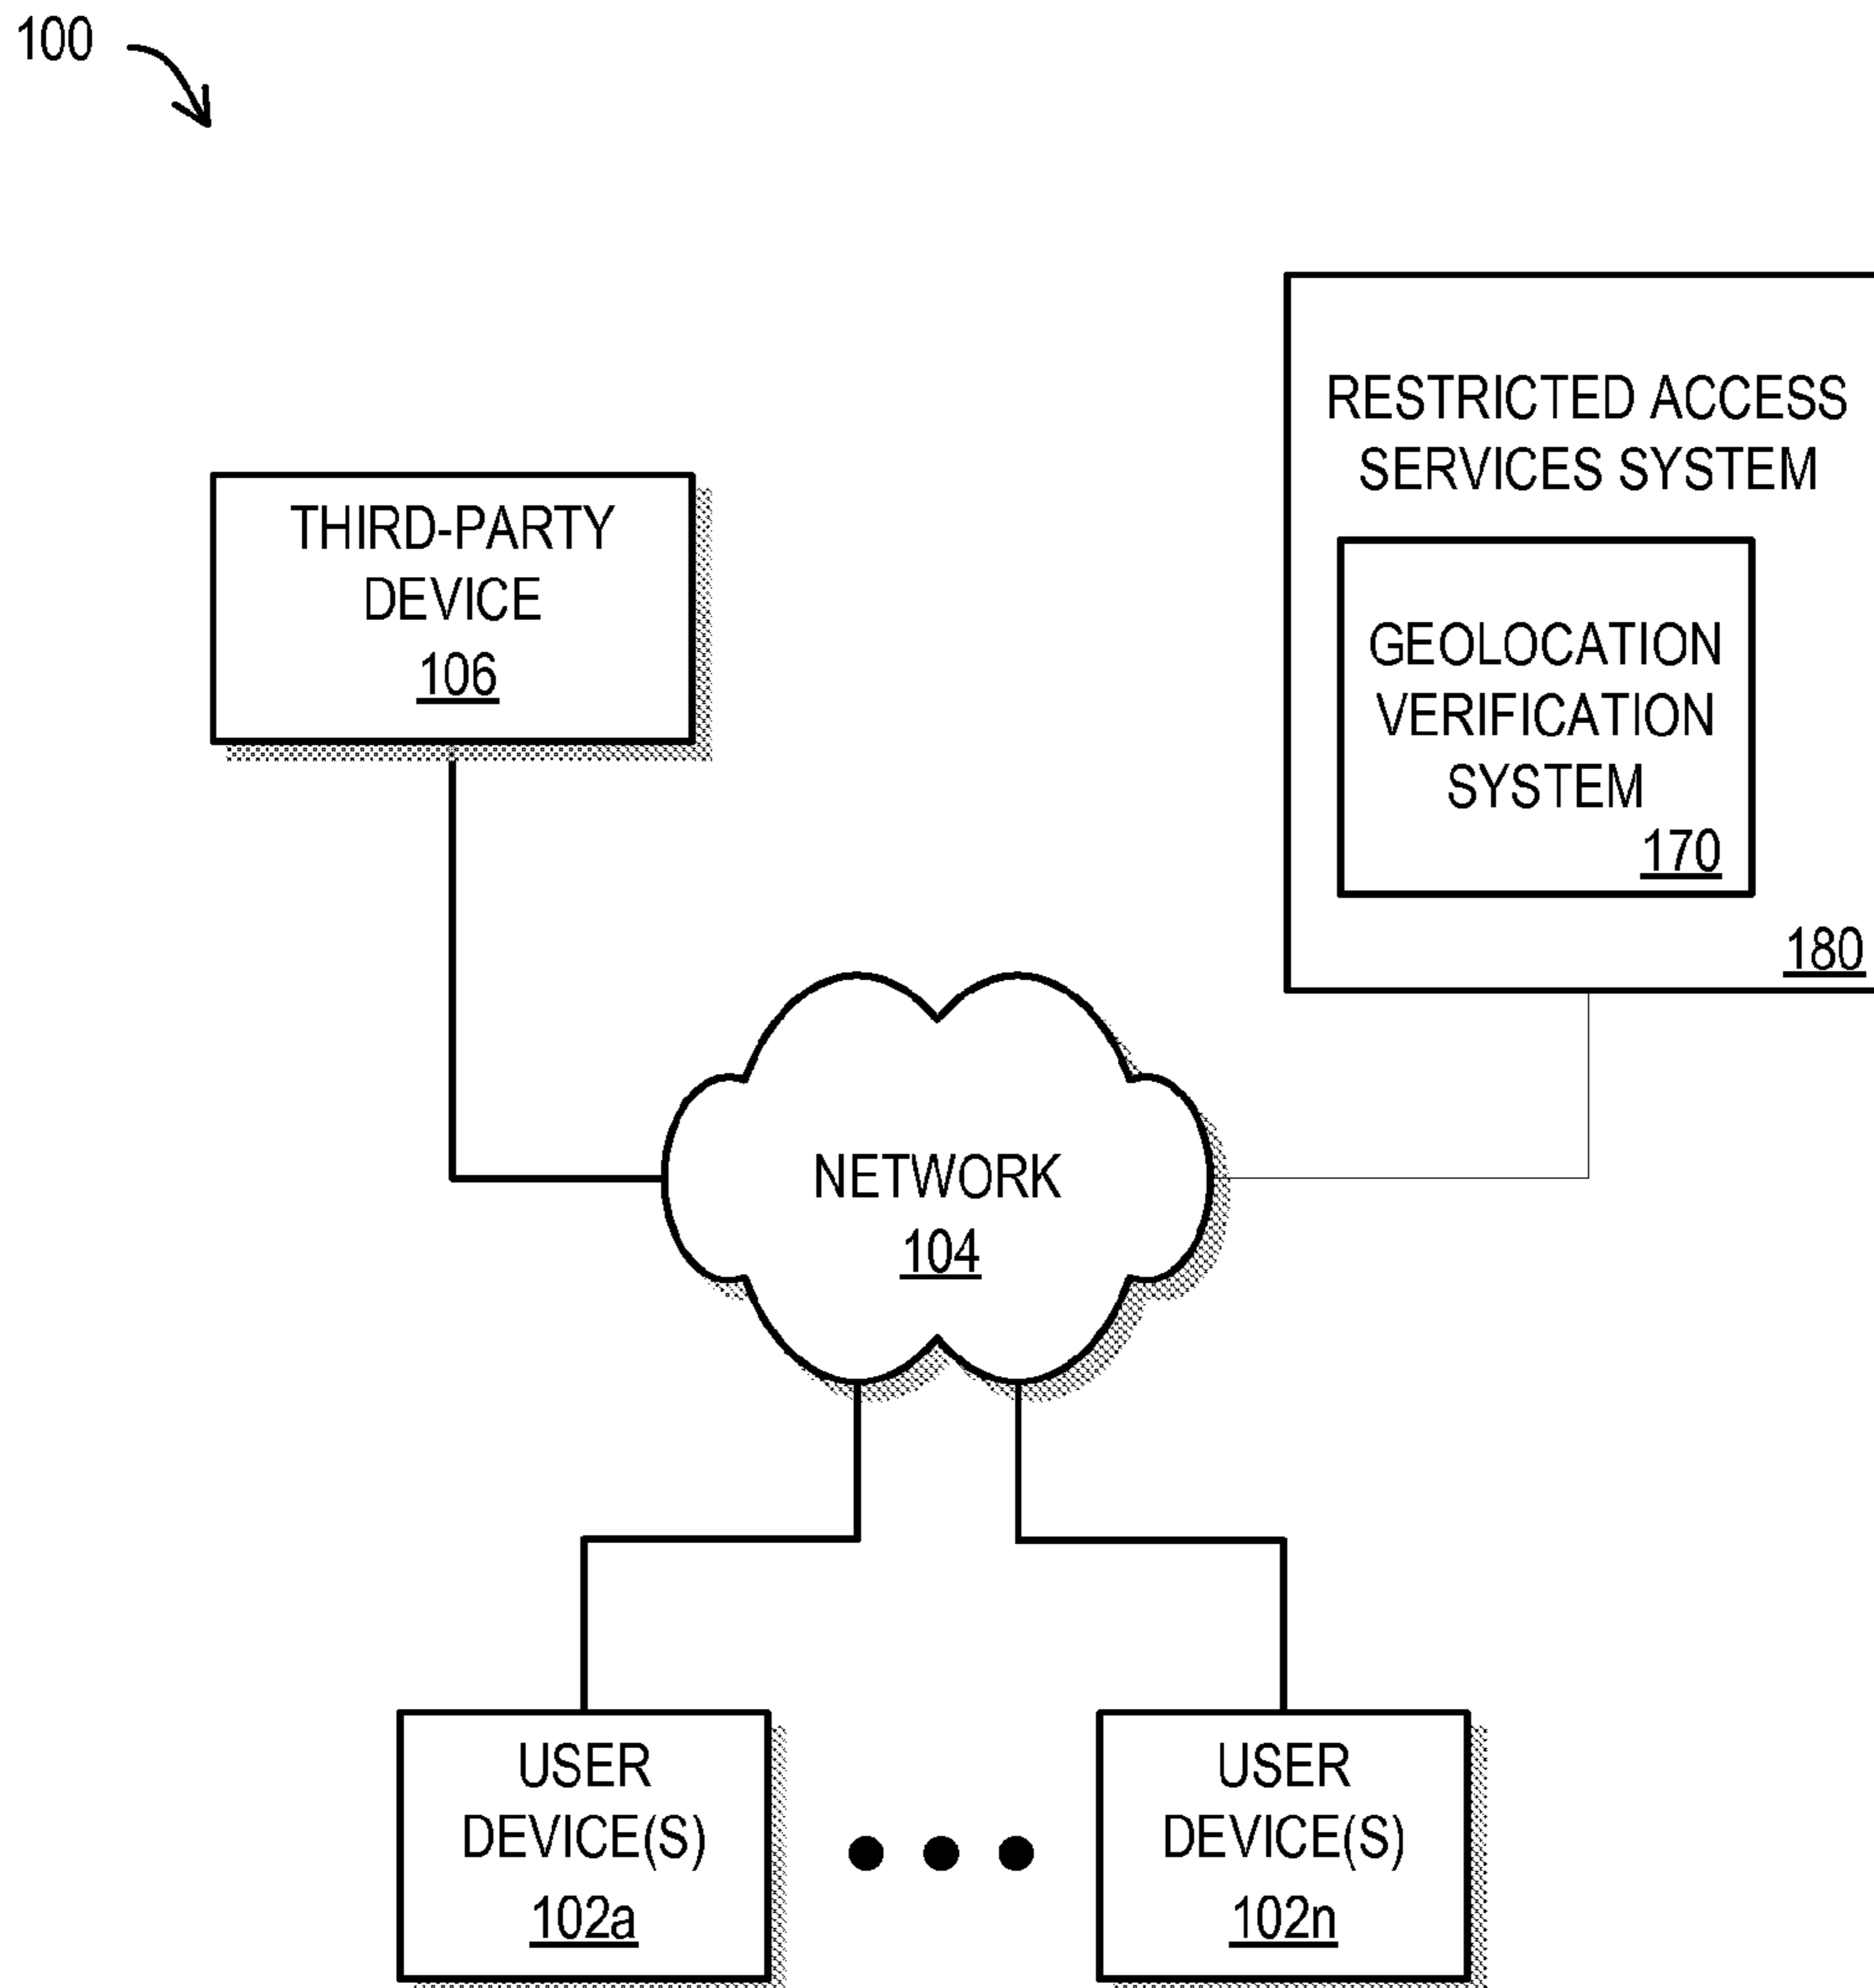 100
RESTRICTED ACCESS
SERVICES SYSTEM
THIRD-PARTY
DEVICE
106
GEOLOCATION
VERIFICATION
SYSTEM
170
180
NETWORK
104
USER
DEVICE(S)
102a
USER
DEVICE(S)
102n